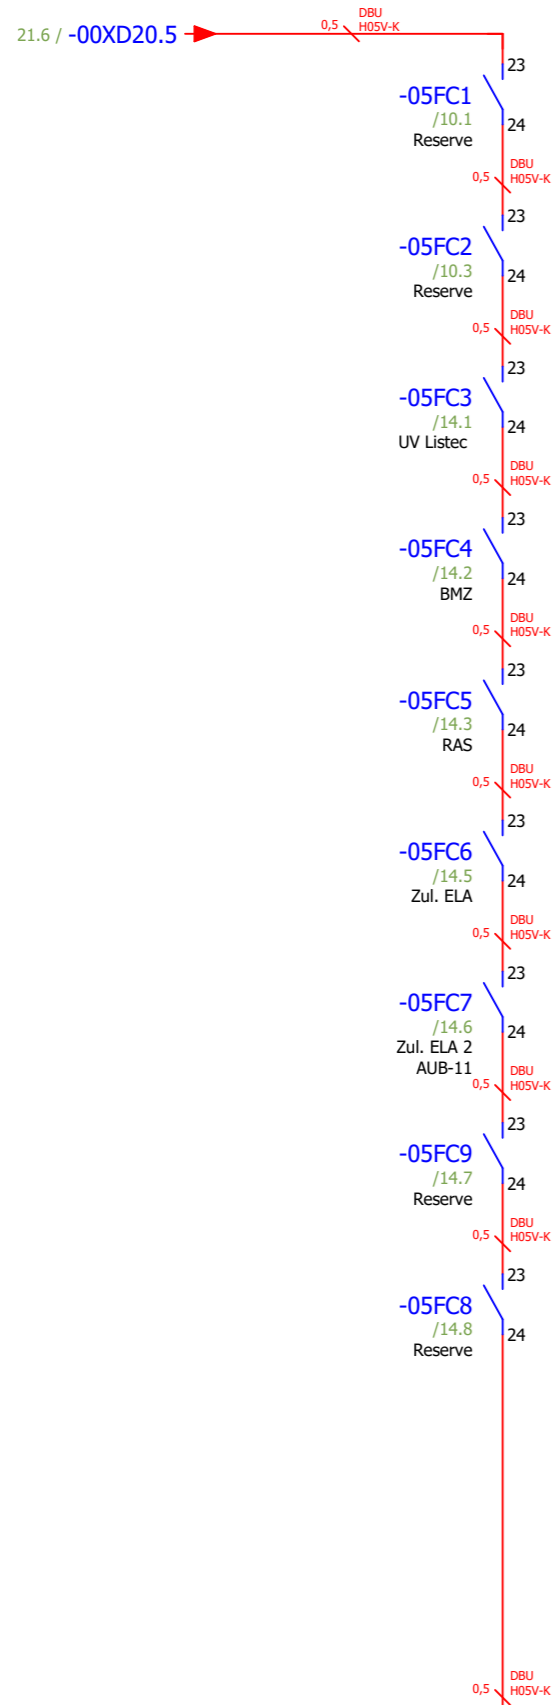 21.6 / -00XD20.5
0,5
DBU
H05V-K
23
-05FC1
/10.1
Reserve
24
0,5
DBU
H05V-K
23
-05FC2
/10.3
Reserve
24
0,5
DBU
H05V-K
23
-05FC3
/14.1
UV Listec
24
0,5
DBU
H05V-K
23
-05FC4
/14.2
BMZ
24
0,5
DBU
H05V-K
23
-05FC5
/14.3
RAS
24
0,5
DBU
H05V-K
23
-05FC6
/14.5
Zul. ELA
24
0,5
DBU
H05V-K
23
-05FC7
/14.6
Zul. ELA 2
AUB-11
24
0,5
DBU
H05V-K
23
-05FC9
/14.7
Reserve
24
0,5
DBU
H05V-K
23
-05FC8
/14.8
Reserve
24
0,5
DBU
H05V-K